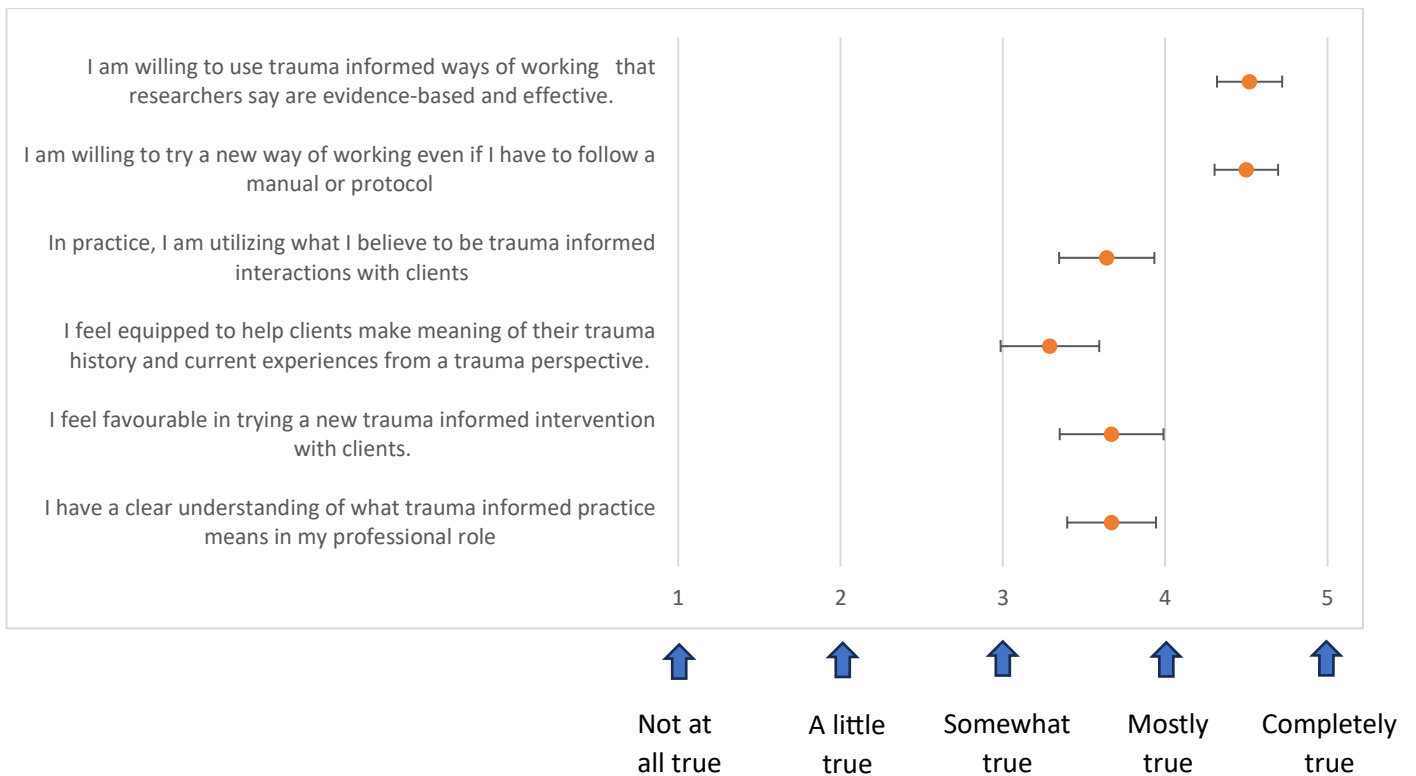 I am willing to use trauma informed ways of working   that
researchers say are evidence-based and effective.
I am willing to try a new way of working even if I have to follow a
manual or protocol
In practice, I am utilizing what I believe to be trauma informed
interactions with clients
I feel equipped to help clients make meaning of their trauma
history and current experiences from a trauma perspective.
I feel favourable in trying a new trauma informed intervention
with clients.
I have a clear understanding of what trauma informed practice
means in my professional role
1 2 3 4 5
Not at A little Somewhat Mostly Completely
all true true true true true